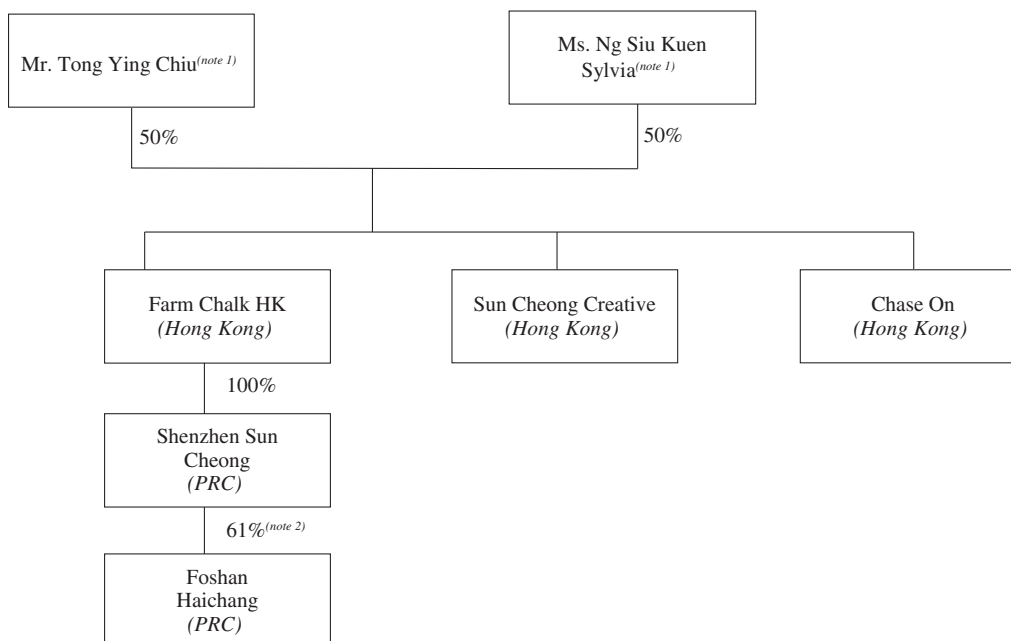 Mr. Tong Ying Chiu(note 1)
Ms. Ng Siu Kuen
Sylvia(note 1)
50%
50%
Farm Chalk HK
(Hong Kong)
Sun Cheong Creative
(Hong Kong)
Chase On
(Hong Kong)
100%
Shenzhen Sun
Cheong
(PRC)
61%(note 2)
Foshan
Haichang
(PRC)